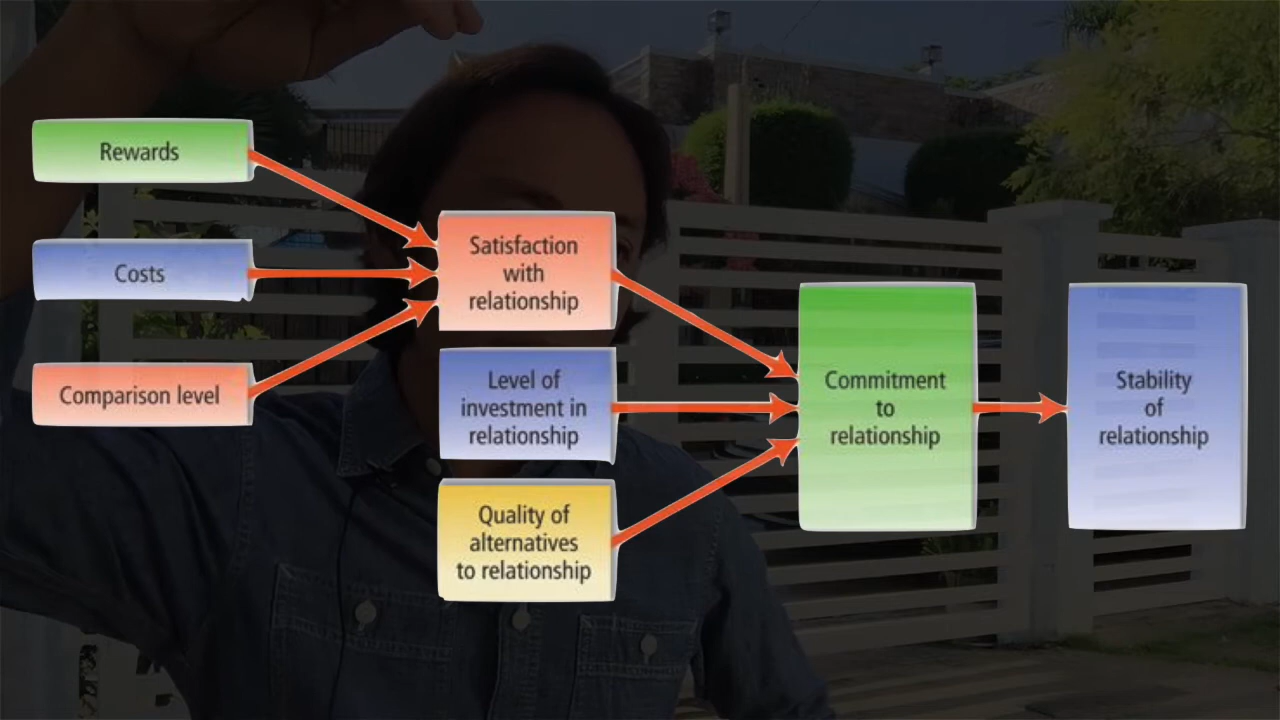 Rewards
Costs
Comparison level
Satisfaction
with
relationship
Level of
investment in
relationship
Quality of
alternatives
to relationship
Commitment
to
relationship
Stability
of
relationship